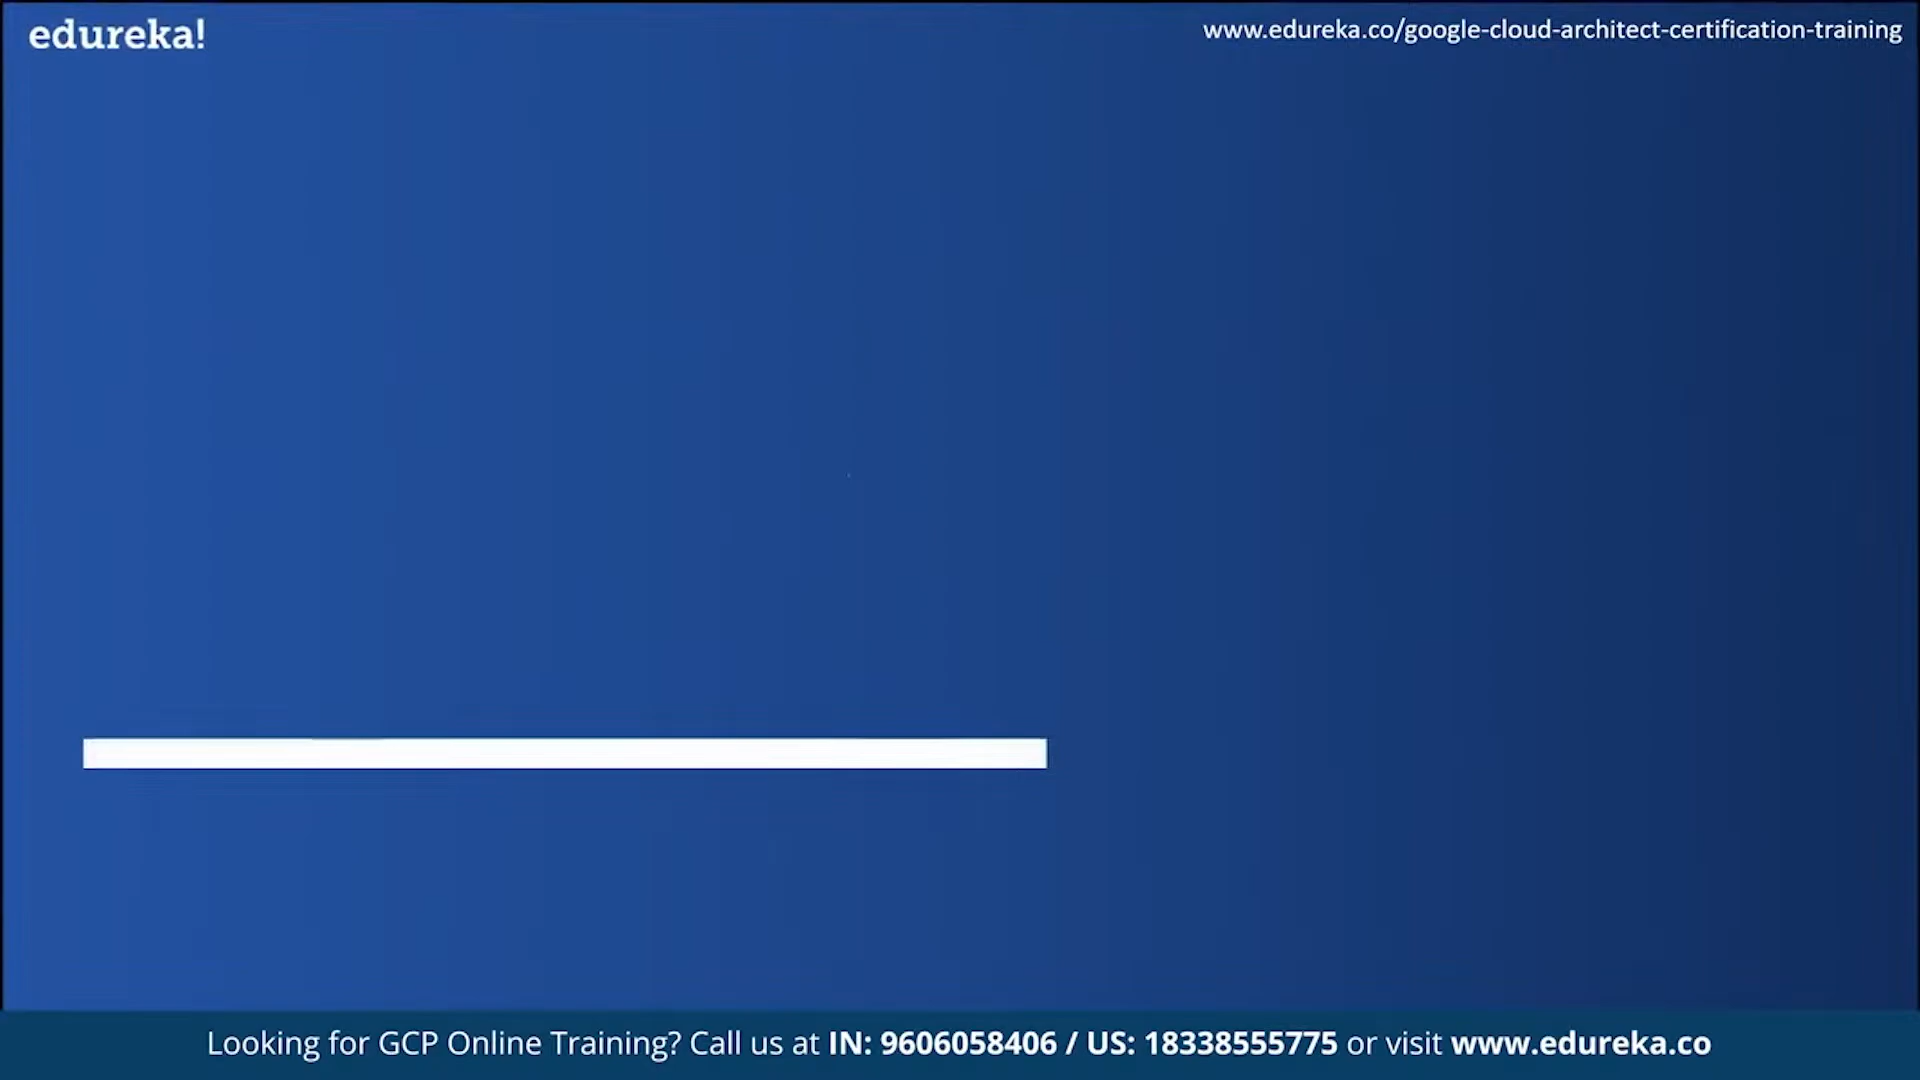 edureka!
www.edureka.co/google-cloud-architect-certification-training
Looking for GCP Online Training? Call us at IN: 9606058406 / US: 18338555775 or visit www.edureka.co